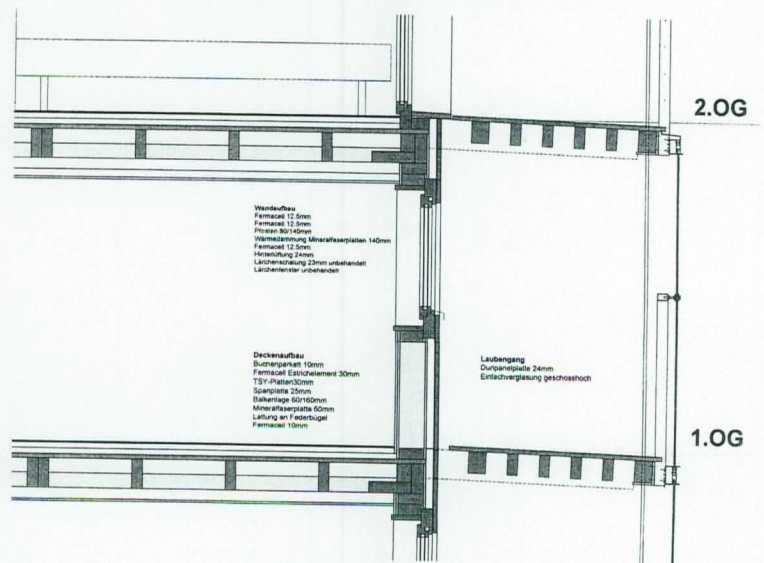 2.OG
Wandaufbau
Fermacell 12.5mm
Fermacell 12.5mm
Pfosten 80/140mm
Wärmedämmung Mineralfaserplatten 140mm
Fermacell 12.5mm
Hinterlüftung 24mm
Lärchenschalung 23mm unbehandelt
Lärchenfenster unbehandelt
Deckenaufbau
Buchenparkett 10mm
Fermacell Estrichelement 30mm
TSY-Platten30mm
Spanplatte 25mm
Balkenlage 60/160mm
Mineralfaserplatte 60mm
Lattung an Federbügel
Fermacell 10mm
Laubengang
Duripanelplatte 24mm
Einfachverglasung geschosshoch
1.OG